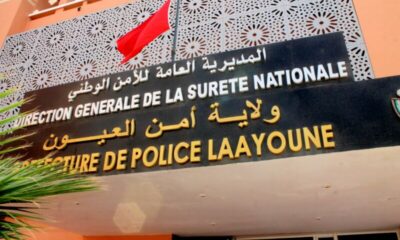 المديرية العامة للأمن الوطني
DIRECTION GENERALE DE LA SURETE NATIONALE
ولاية أمن العيون
PREFECTURE DE POLICE LAAYOUNE